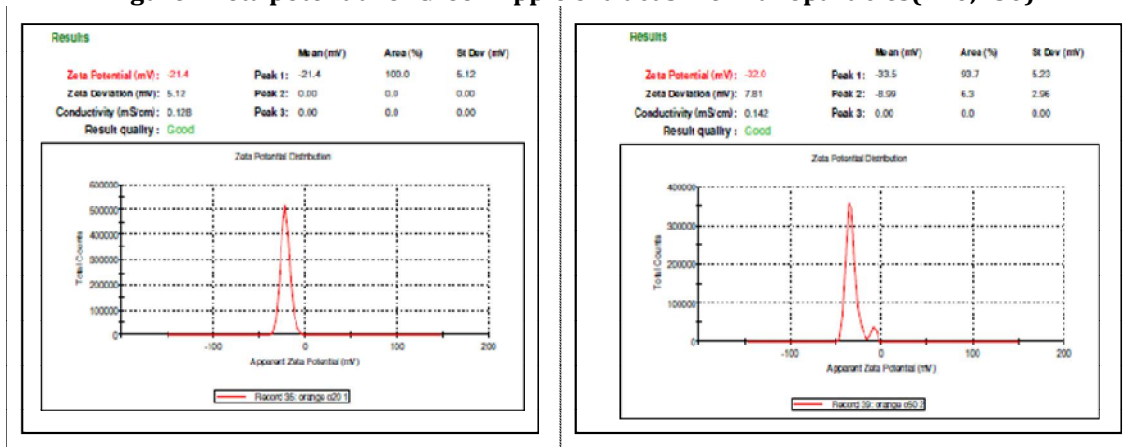 Results
Mean (mV) Area (%) St Dev (mV)
Zeta Potential (mV): -21.4 Peak 1: -21.4 100.0 5.12
Zeta Deviation (mV): 5.12 Peak 2: 0.00 0.0 0.00
Conductivity (mS/cm): 0.128 Peak 3: 0.00 0.0 0.00
Result quality : Good
Zeta Potential Distribution
600000
500000
400000
300000
200000
100000
0
Total Counts
-100 0 100 200
Apparent Zeta Potential (mV)
Record 35: orange o20 1
Results
Mean (mV) Area (%) St Dev (mV)
Zeta Potential (mV): -32.0 Peak 1: -33.5 93.7 5.23
Zeta Deviation (mV): 7.81 Peak 2: -8.99 6.3 2.96
Conductivity (mS/cm): 0.142 Peak 3: 0.00 0.0 0.00
Result quality : Good
Zeta Potential Distribution
400000
300000
200000
100000
0
Total Counts
-100 0 100 200
Apparent Zeta Potential (mV)
Record 39: orange o50 2